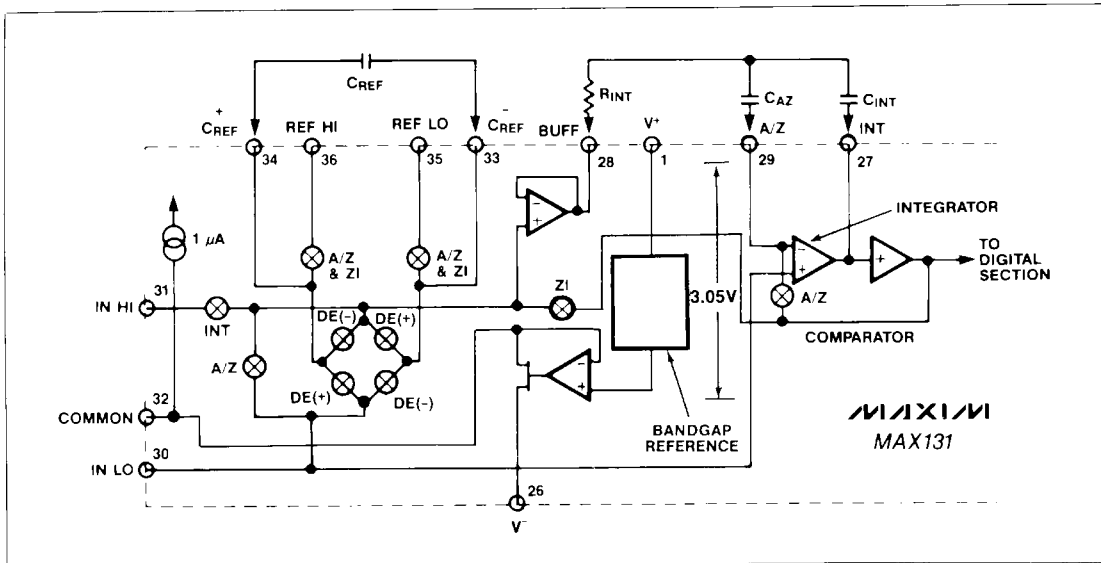 CREF
RINT
CAZ
CINT
C+REF
REF HI
REF LO
C-REF
BUFF
V+
A/Z
INT
34
36
35
33
28
1
29
27
1 μA
A/Z
& ZI
A/Z
& ZI
INTEGRATOR
TO
DIGITAL
SECTION
31
IN HI
INT
ZI
3.05V
A/Z
DE(-)
DE(+)
A/Z
DE(+)
DE(-)
COMPARATOR
32
COMMON
BANDGAP
REFERENCE
MAXIM
MAX131
30
IN LO
26
V-